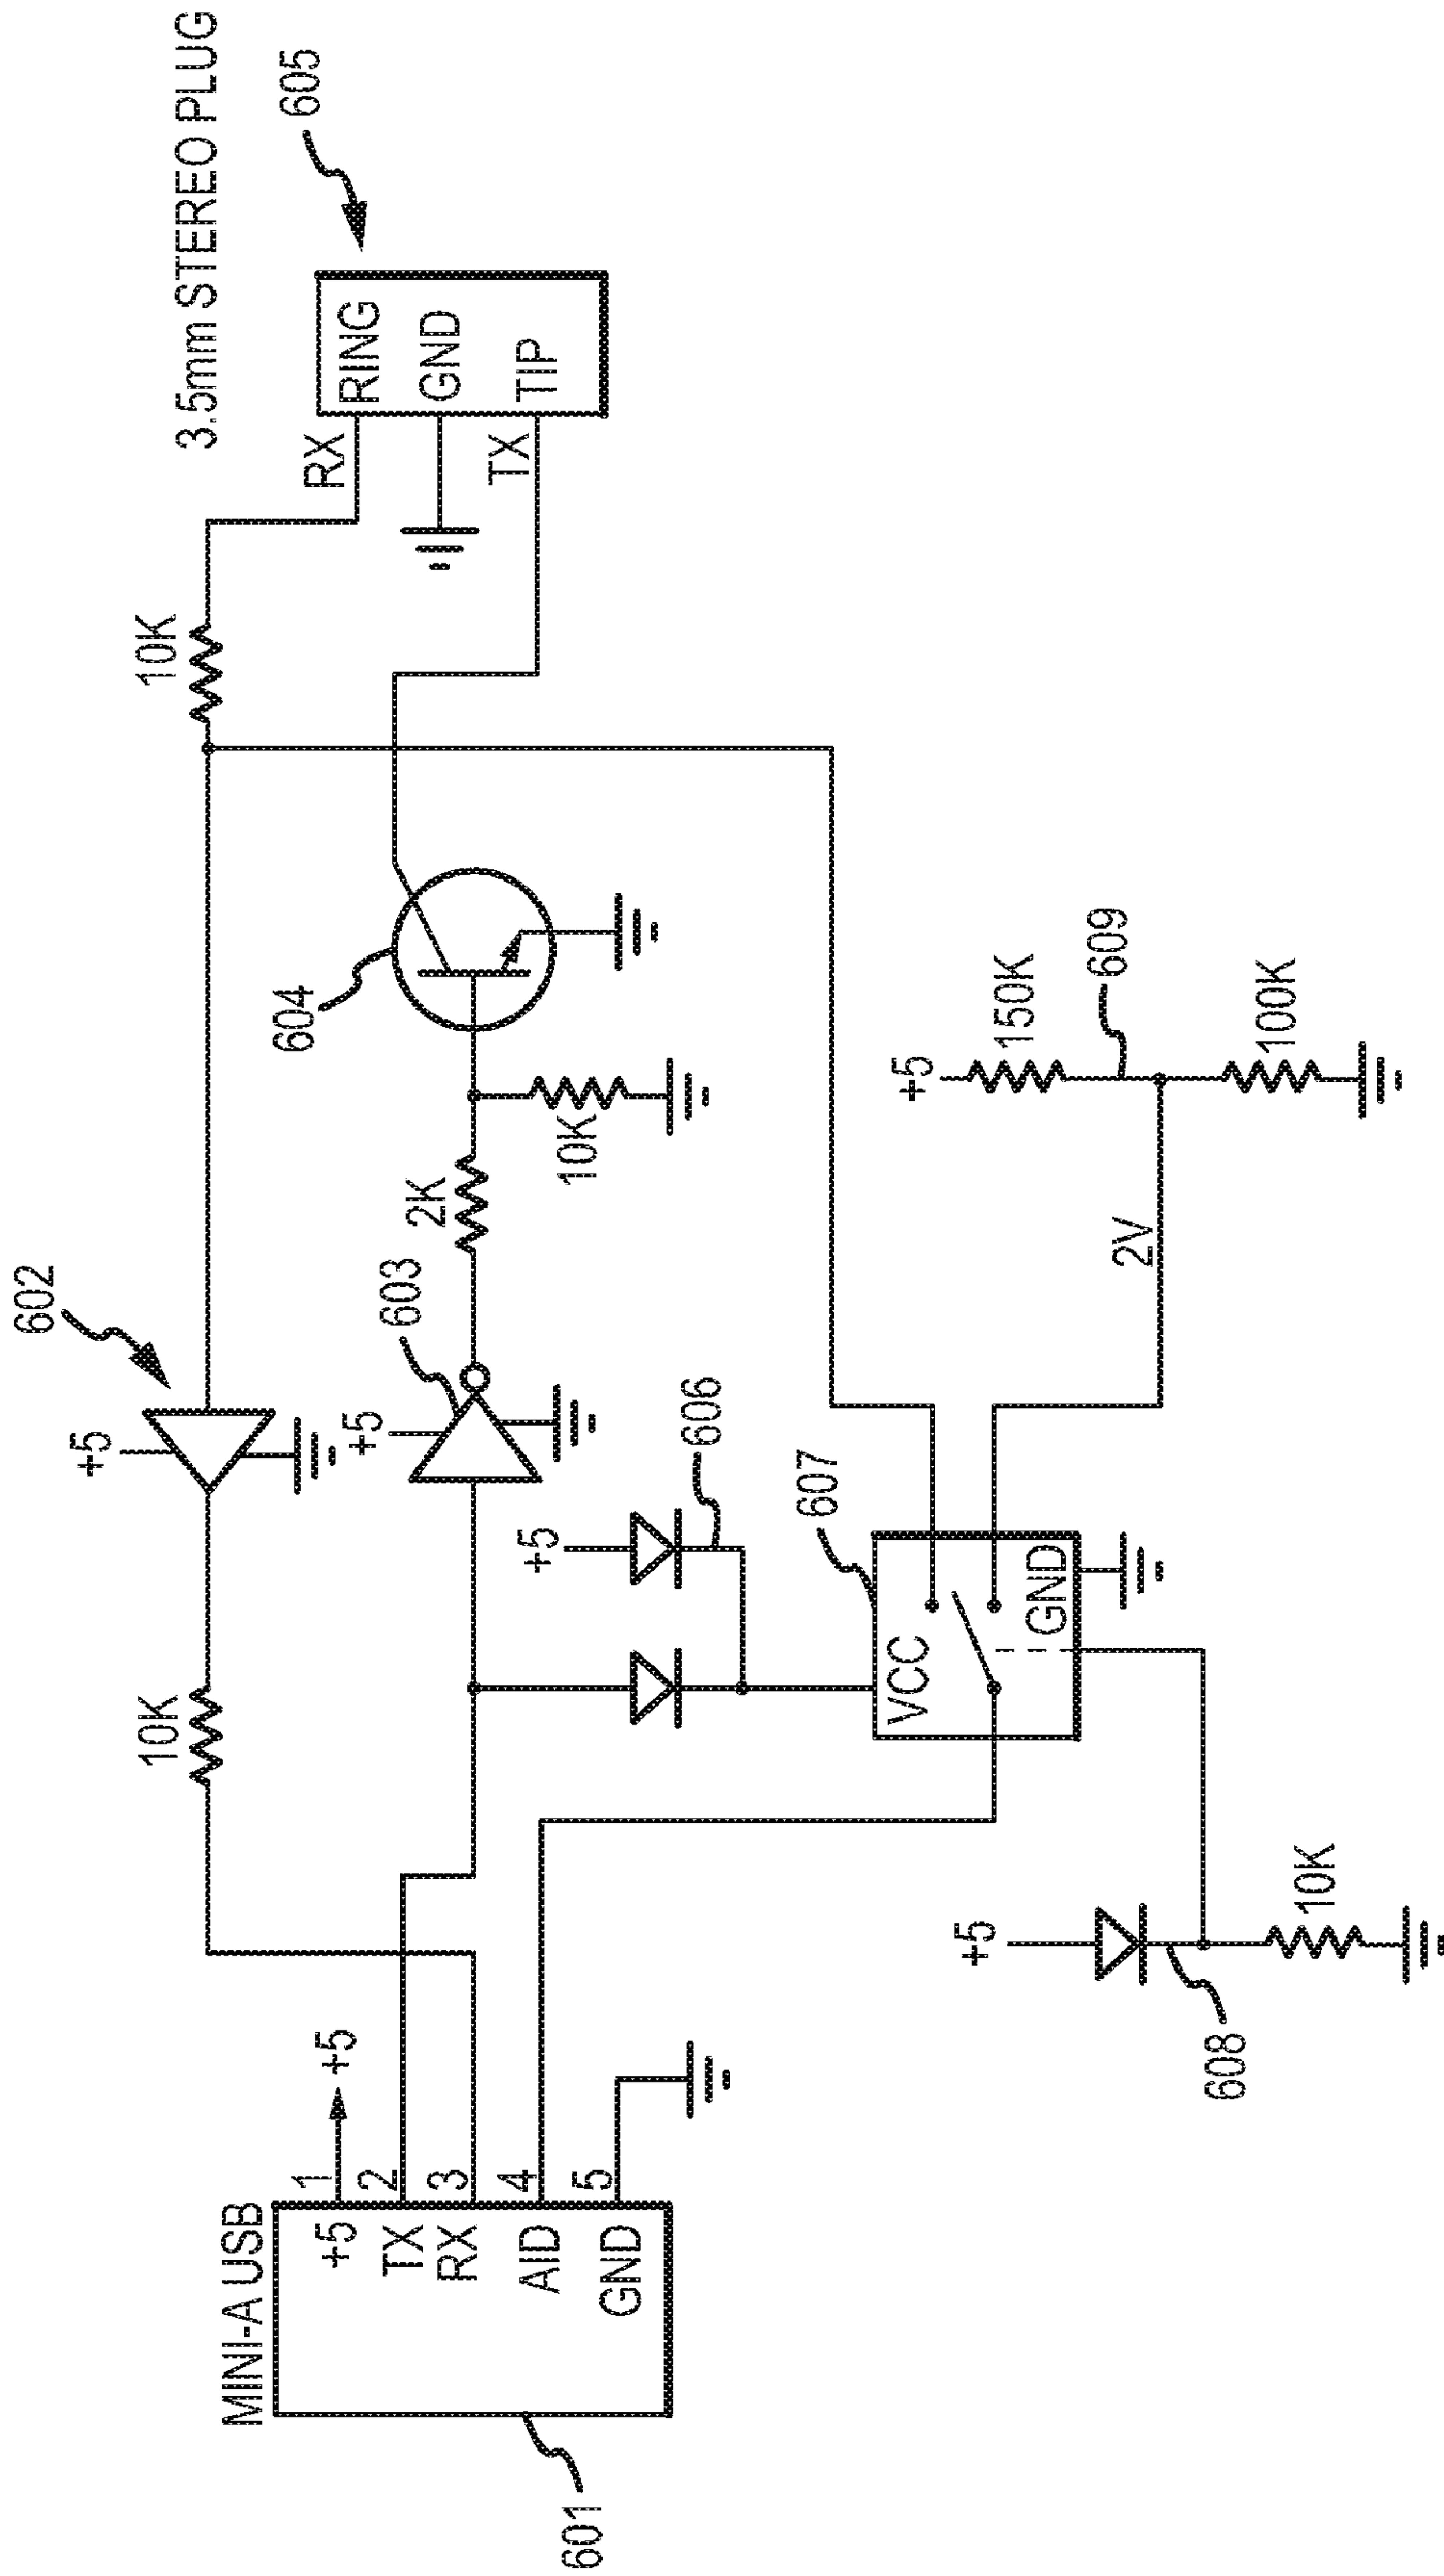 3.5mm STEREO PLUG
605
602
10K
10K
RX
RING
GND
TIP
TX
+5
604
2K
603
+5
10K
MINI-A USB
+5
1
+5
TX
2
RX
3
AID
4
GND
5
601
+5
606
607
VCC
GND
+5
150K
609
100K
2V
+5
608
10K